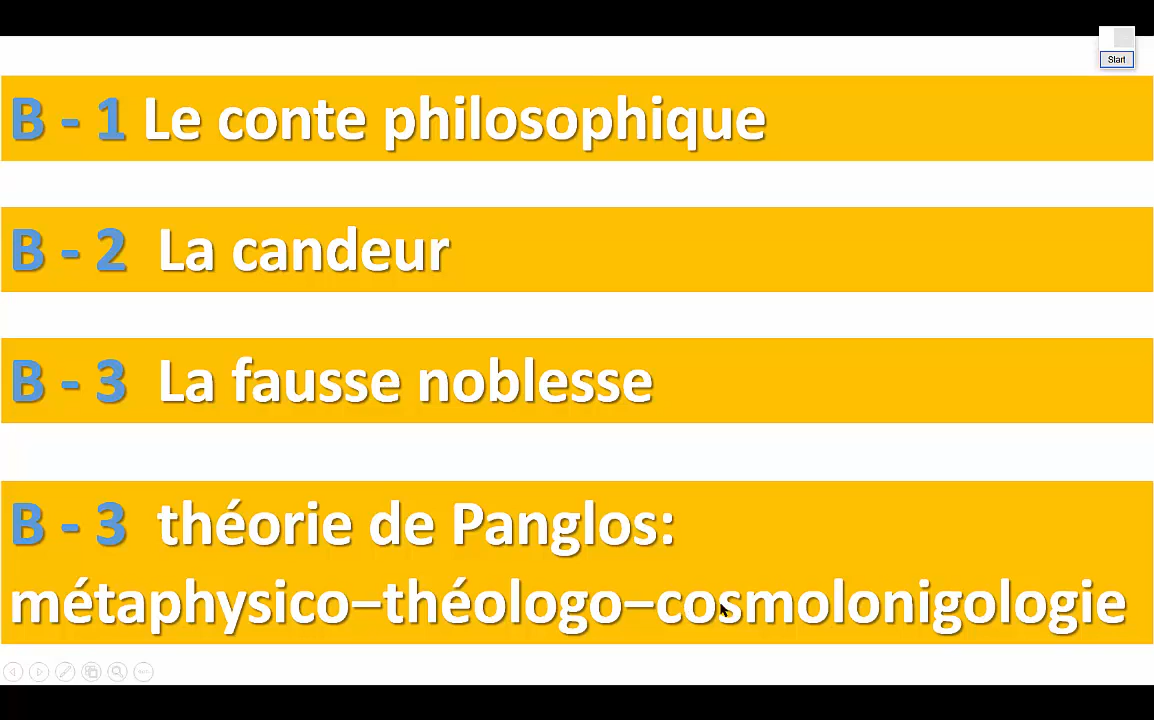 Start
B - 1 Le conte philosophique
B - 2 La candeur
B - 3 La fausse noblesse
B - 3 théorie de Panglos:
métaphysico–théologo–cosmolonigologie